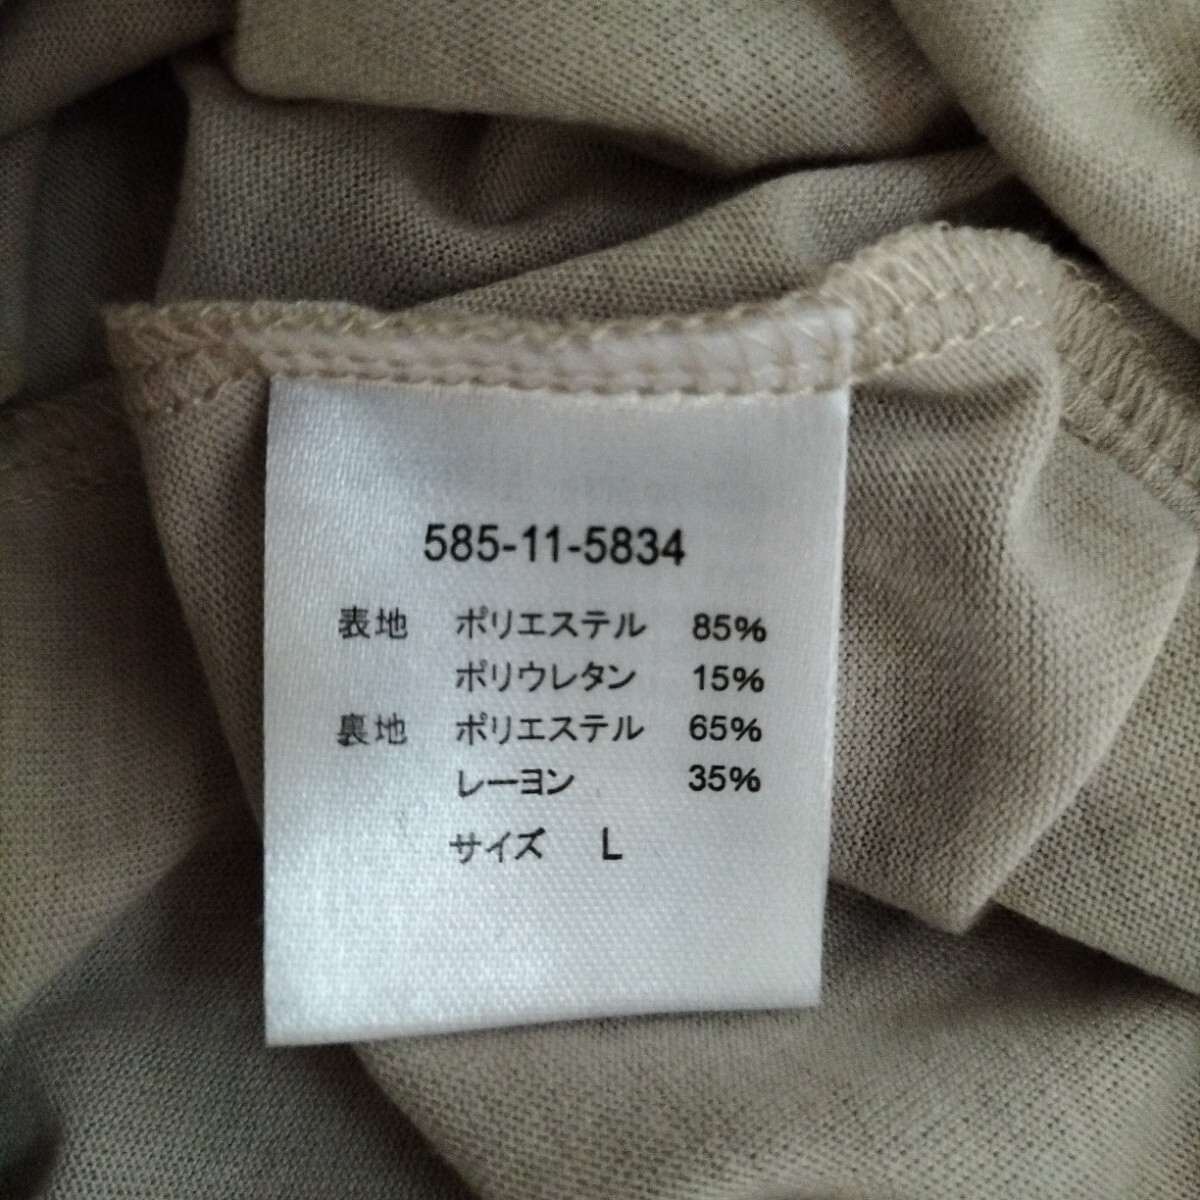 585-11-5834
表地 ポリエステル 85%
ポリウレタン 15%
裏地 ポリエステル 65%
レーヨン 35%
サイズ L